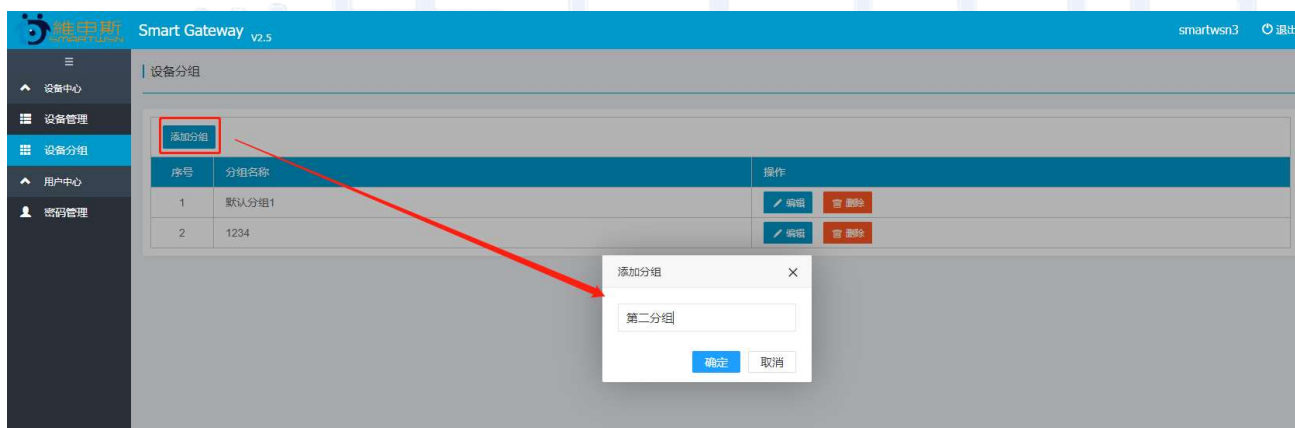 維申斯 Smart Gateway V2.5 smartwsn3 退出
SMARTWSN
设备分组
设备中心
设备管理
设备分组
用户中心
密码管理
添加分组
序号 分组名称 操作
1 默认分组1 编辑 删除
2 1234 编辑 删除
添加分组
第二分组
确定 取消